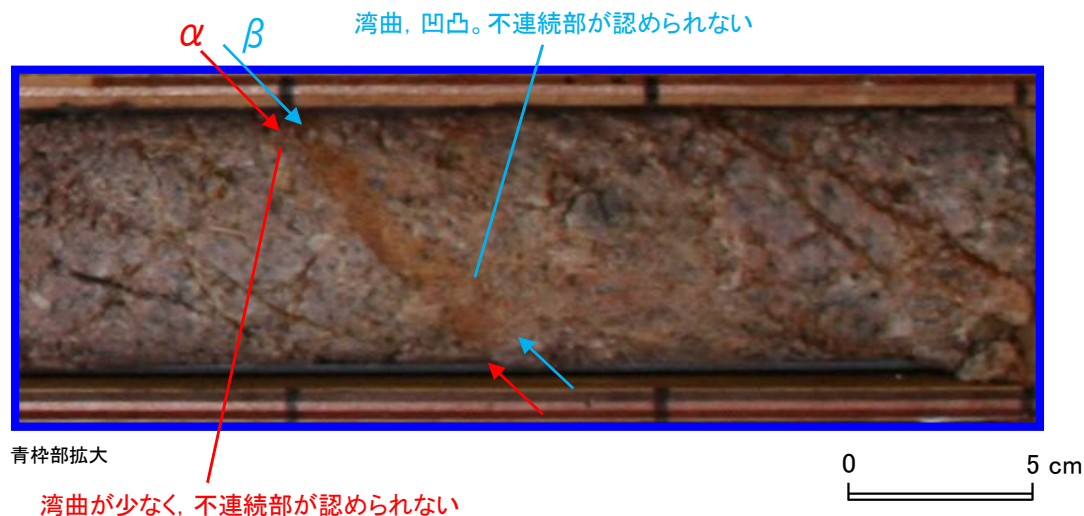 湾曲, 凹凸。不連続部が認められない
α β
青枠部拡大
0 5 cm
湾曲が少なく, 不連続部が認められない